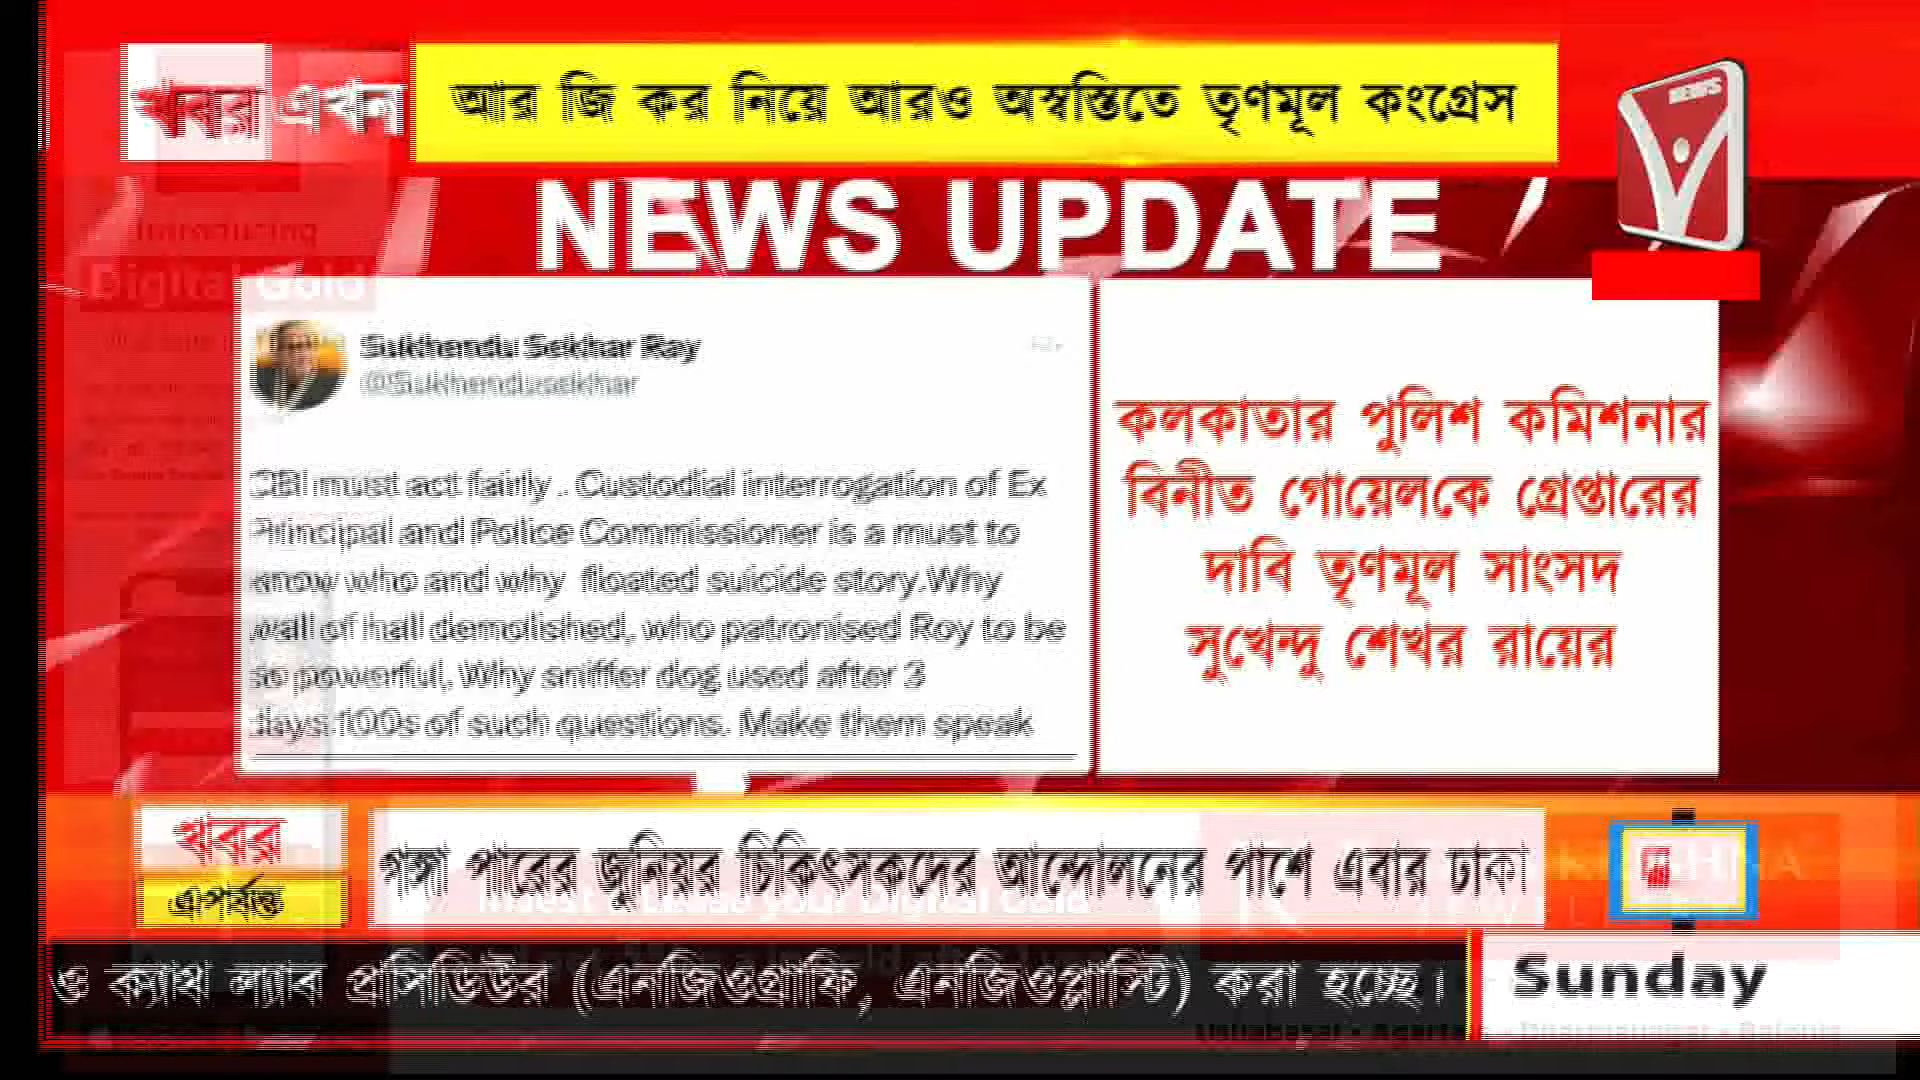 খবর এখন
আর জি কর নিয়ে আরও অস্বস্তিতে তৃণমূল কংগ্রেস
NEWS
NEWS UPDATE
Introducing
Digital Gold
Sukhendu Sekhar Ray
@Sukhendusekhar
CBI must act fairly . Custodial interrogation of Ex
Principal and Police Commissioner is a must to
know who and why floated suicide story.Why
wall of hall demolished, who patronised Roy to be
so powerful, Why sniffer dog used after 3
days.100s of such questions. Make them speak
কলকাতার পুলিশ কমিশনার
বিনীত গোয়েলকে গ্রেপ্তারের
দাবি তৃণমূল সাংসদ
সুখেন্দু শেখর রায়ের
খবর
এপর্যন্ত
গঙ্গা পারের জুনিয়র চিকিৎসকদের আন্দোলনের পাশে এবার ঢাকা
ও ক্যাথ ল্যাব প্রসিডিউর (এনজিওগ্রাফি, এনজিওপ্লাস্টি) করা হচ্ছে।
Sunday